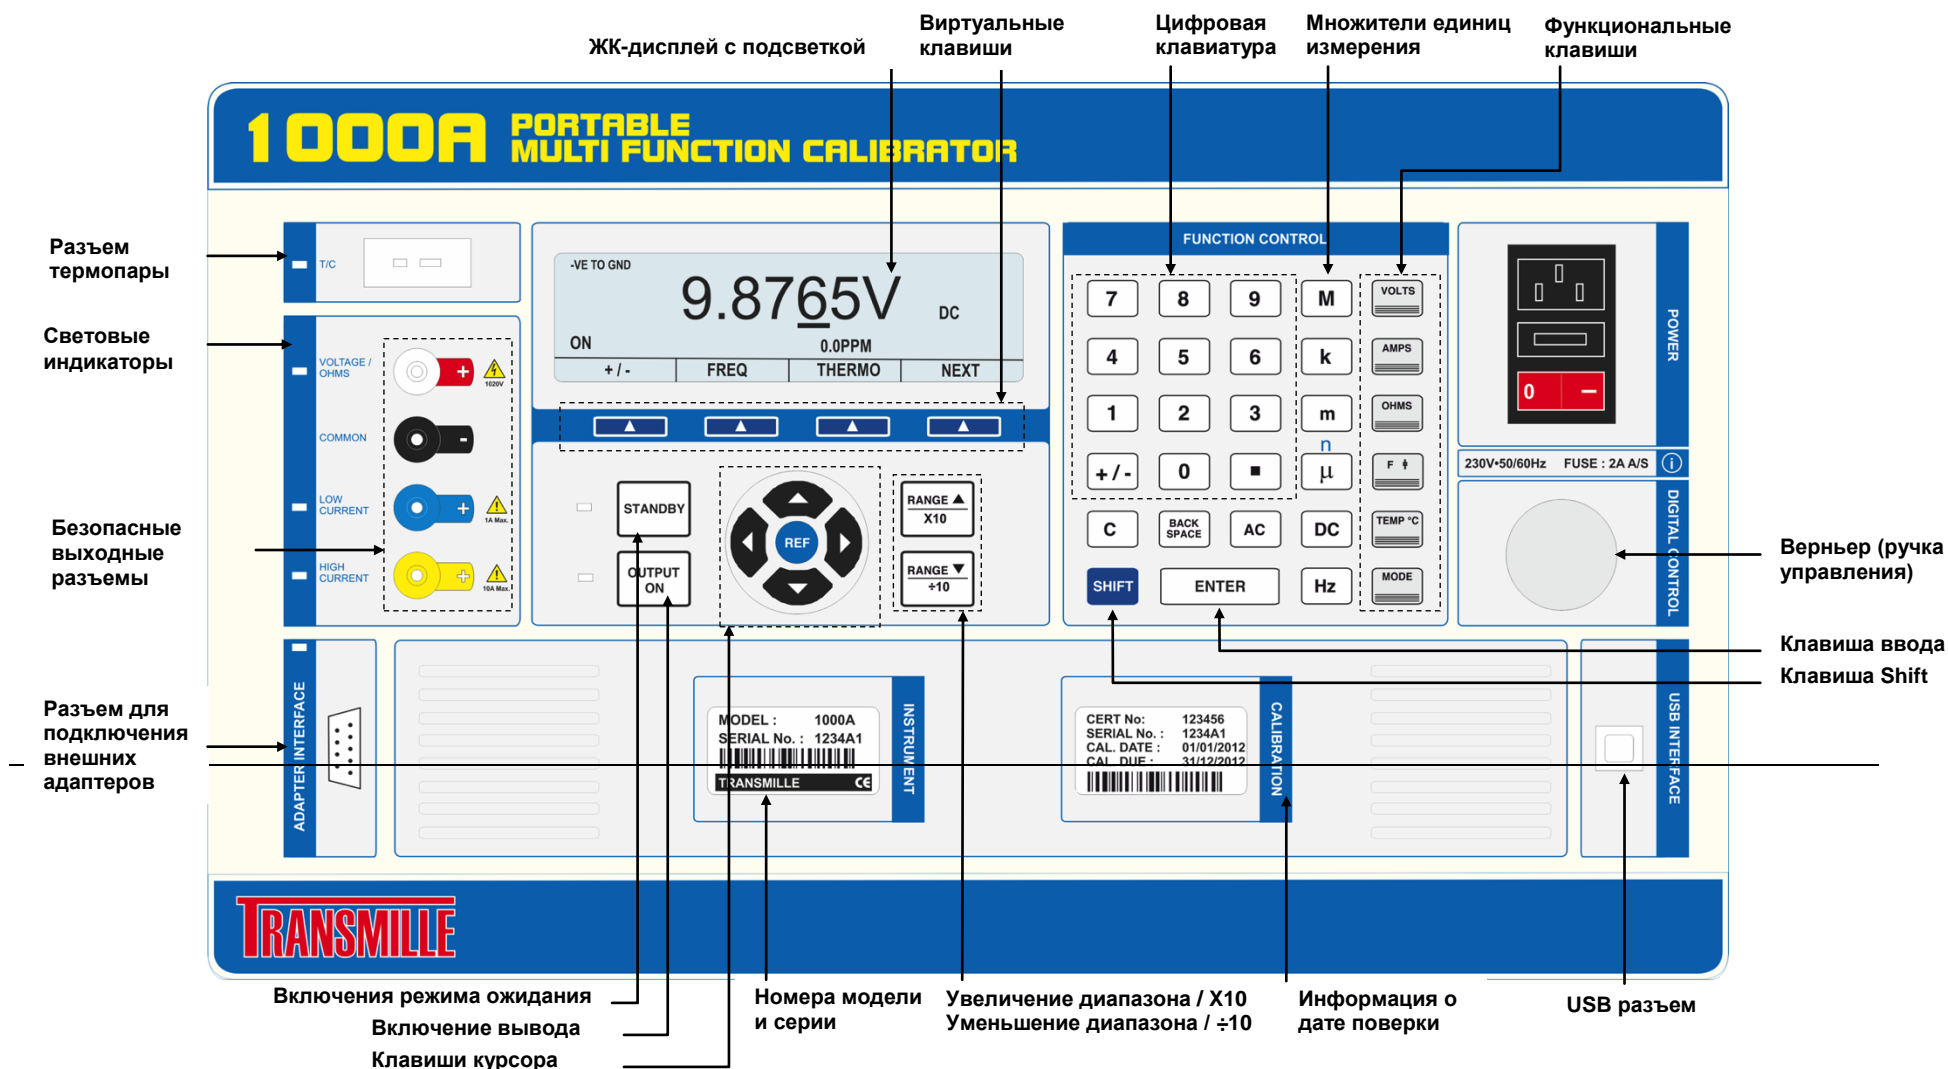 ЖК-дисплей с подсветкой
Виртуальные
клавиши
Цифровая
клавиатура
Множители единиц
измерения
Функциональные
клавиши
1000A
PORTABLE
MULTI FUNCTION CALIBRATOR
Разъем
термопары
Световые
индикаторы
Безопасные
выходные
разъемы
Разъем для
подключения
внешних
адаптеров
T/C
VOLTAGE /
OHMS
+
1020V
COMMON
-
LOW
CURRENT
+
1A Max.
HIGH
CURRENT
+
10A Max.
ADAPTER INTERFACE
-VE TO GND
9.8765V
DC
ON
0.0PPM
+ / -
FREQ
THERMO
NEXT
STANDBY
OUTPUT
ON
REF
RANGE ▲
X10
RANGE ▼
÷10
FUNCTION CONTROL
7 8 9 M VOLTS
4 5 6 k AMPS
1 2 3 m OHMS
n
+ / - 0 ■ μ F
C BACK SPACE AC DC TEMP °C
SHIFT ENTER Hz MODE
POWER
0 –
230V•50/60Hz FUSE : 2A A/S i
DIGITAL CONTROL
USB INTERFACE
Верньер (ручка
управления)
Клавиша ввода
Клавиша Shift
MODEL : 1000A
SERIAL No. : 1234A1
TRANSMILLE CE
INSTRUMENT
CERT No: 123456
SERIAL No. : 1234A1
CAL. DATE : 01/01/2012
CAL. DUE : 31/12/2012
CALIBRATION
TRANSMILLE
Включения режима ожидания
Включение вывода
Клавиши курсора
Номера модели
и серии
Увеличение диапазона / X10
Уменьшение диапазона / ÷10
Информация о
дате поверки
USB разъем